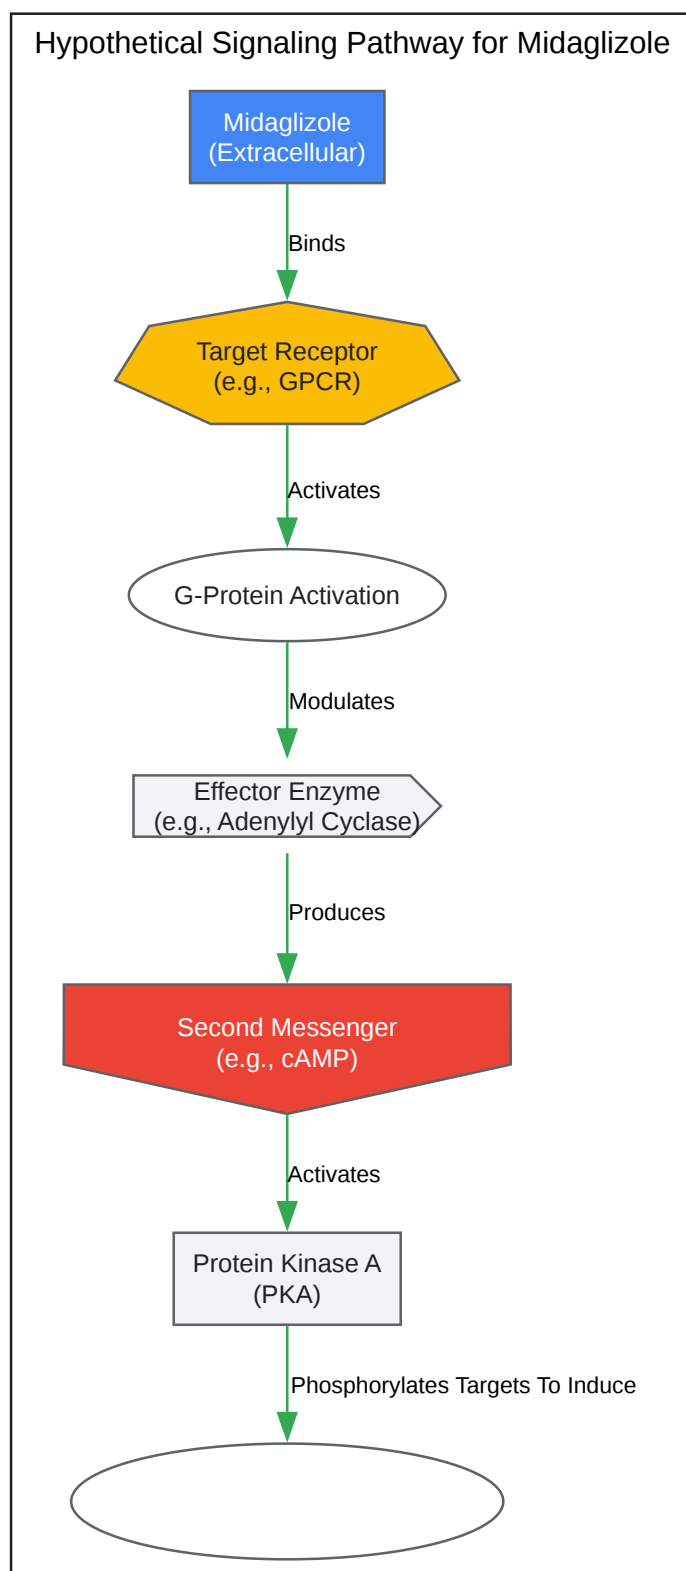 Hypothetical Signaling Pathway for Midaglizole
Midaglizole
(Extracellular)
Binds
Target Receptor
(e.g., GPCR)
Activates
G-Protein Activation
Modulates
Effector Enzyme
(e.g., Adenylyl Cyclase)
Produces
Second Messenger
(e.g., cAMP)
Activates
Protein Kinase A
(PKA)
Phosphorylates Targets To Induce